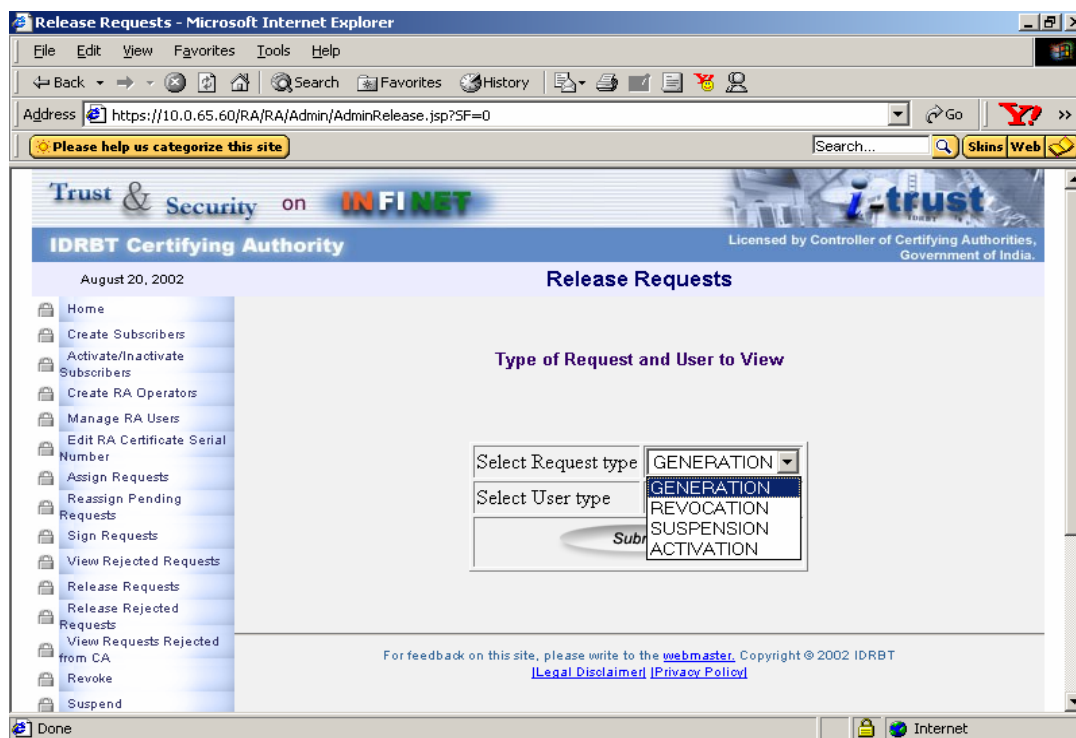 Release Requests - Microsoft Internet Explorer
File Edit View Favorites Tools Help
Back Search Favorites History
Address https://10.0.65.60/RA/RA/Admin/AdminRelease.jsp?SF=0 Go Y? »
Please help us categorize this site Search... Skins Web
Trust & Security on INFINET i-trust
IDRBT
IDRBT Certifying Authority
Licensed by Controller of Certifying Authorities,
Government of India.
August 20, 2002
Release Requests
Home
Create Subscribers
Activate/Inactivate
Subscribers
Create RA Operators
Manage RA Users
Edit RA Certificate Serial
Number
Assign Requests
Reassign Pending
Requests
Sign Requests
View Rejected Requests
Release Requests
Release Rejected
Requests
View Requests Rejected
from CA
Revoke
Suspend
Type of Request and User to View
Select Request type GENERATION
GENERATION
REVOCATION
SUSPENSION
ACTIVATION
Select User type
Subr
For feedback on this site, please write to the webmaster. Copyright © 2002 IDRBT
|Legal Disclaimer| |Privacy Policy|
Done Internet